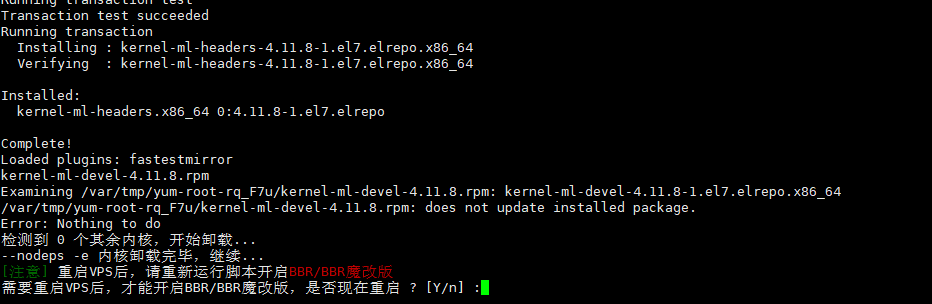 Running transaction test
Transaction test succeeded
Running transaction
  Installing : kernel-ml-headers-4.11.8-1.el7.elrepo.x86_64
  Verifying  : kernel-ml-headers-4.11.8-1.el7.elrepo.x86_64
Installed:
  kernel-ml-headers.x86_64 0:4.11.8-1.el7.elrepo
Complete!
Loaded plugins: fastestmirror
kernel-ml-devel-4.11.8.rpm
Examining /var/tmp/yum-root-rq_F7u/kernel-ml-devel-4.11.8.rpm: kernel-ml-devel-4.11.8-1.el7.elrepo.x86_64
/var/tmp/yum-root-rq_F7u/kernel-ml-devel-4.11.8.rpm: does not update installed package.
Error: Nothing to do
检测到 0 个其余内核，开始卸载...
--nodeps -e 内核卸载完毕，继续...
[注意] 重启VPS后，请重新运行脚本开启BBR/BBR魔改版
需要重启VPS后，才能开启BBR/BBR魔改版，是否现在重启 ? [Y/n] :